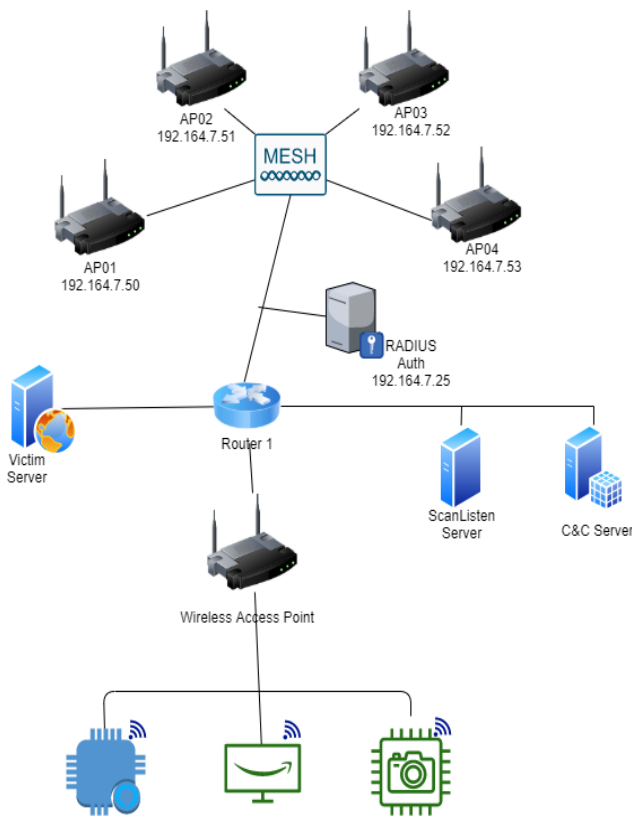 AP02
192.164.7.51
AP03
192.164.7.52
MESH
AP01
192.164.7.50
AP04
192.164.7.53
RADIUS
Auth
192.164.7.25
Router 1
Victim
Server
ScanListen
Server
C&C Server
Wireless Access Point